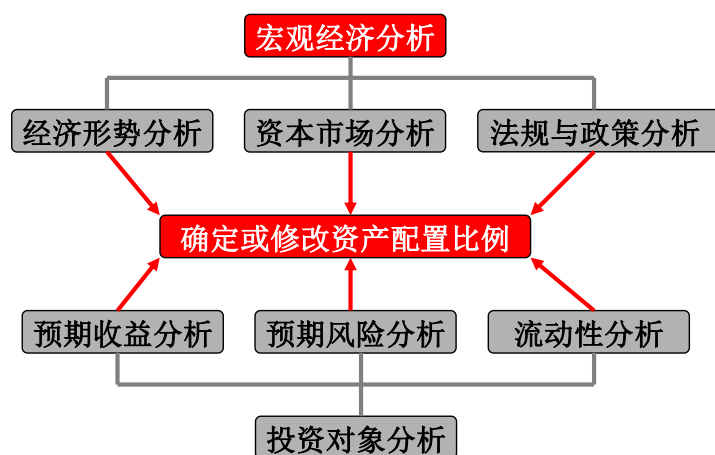 宏观经济分析
经济形势分析
资本市场分析
法规与政策分析
确定或修改资产配置比例
预期收益分析
预期风险分析
流动性分析
投资对象分析